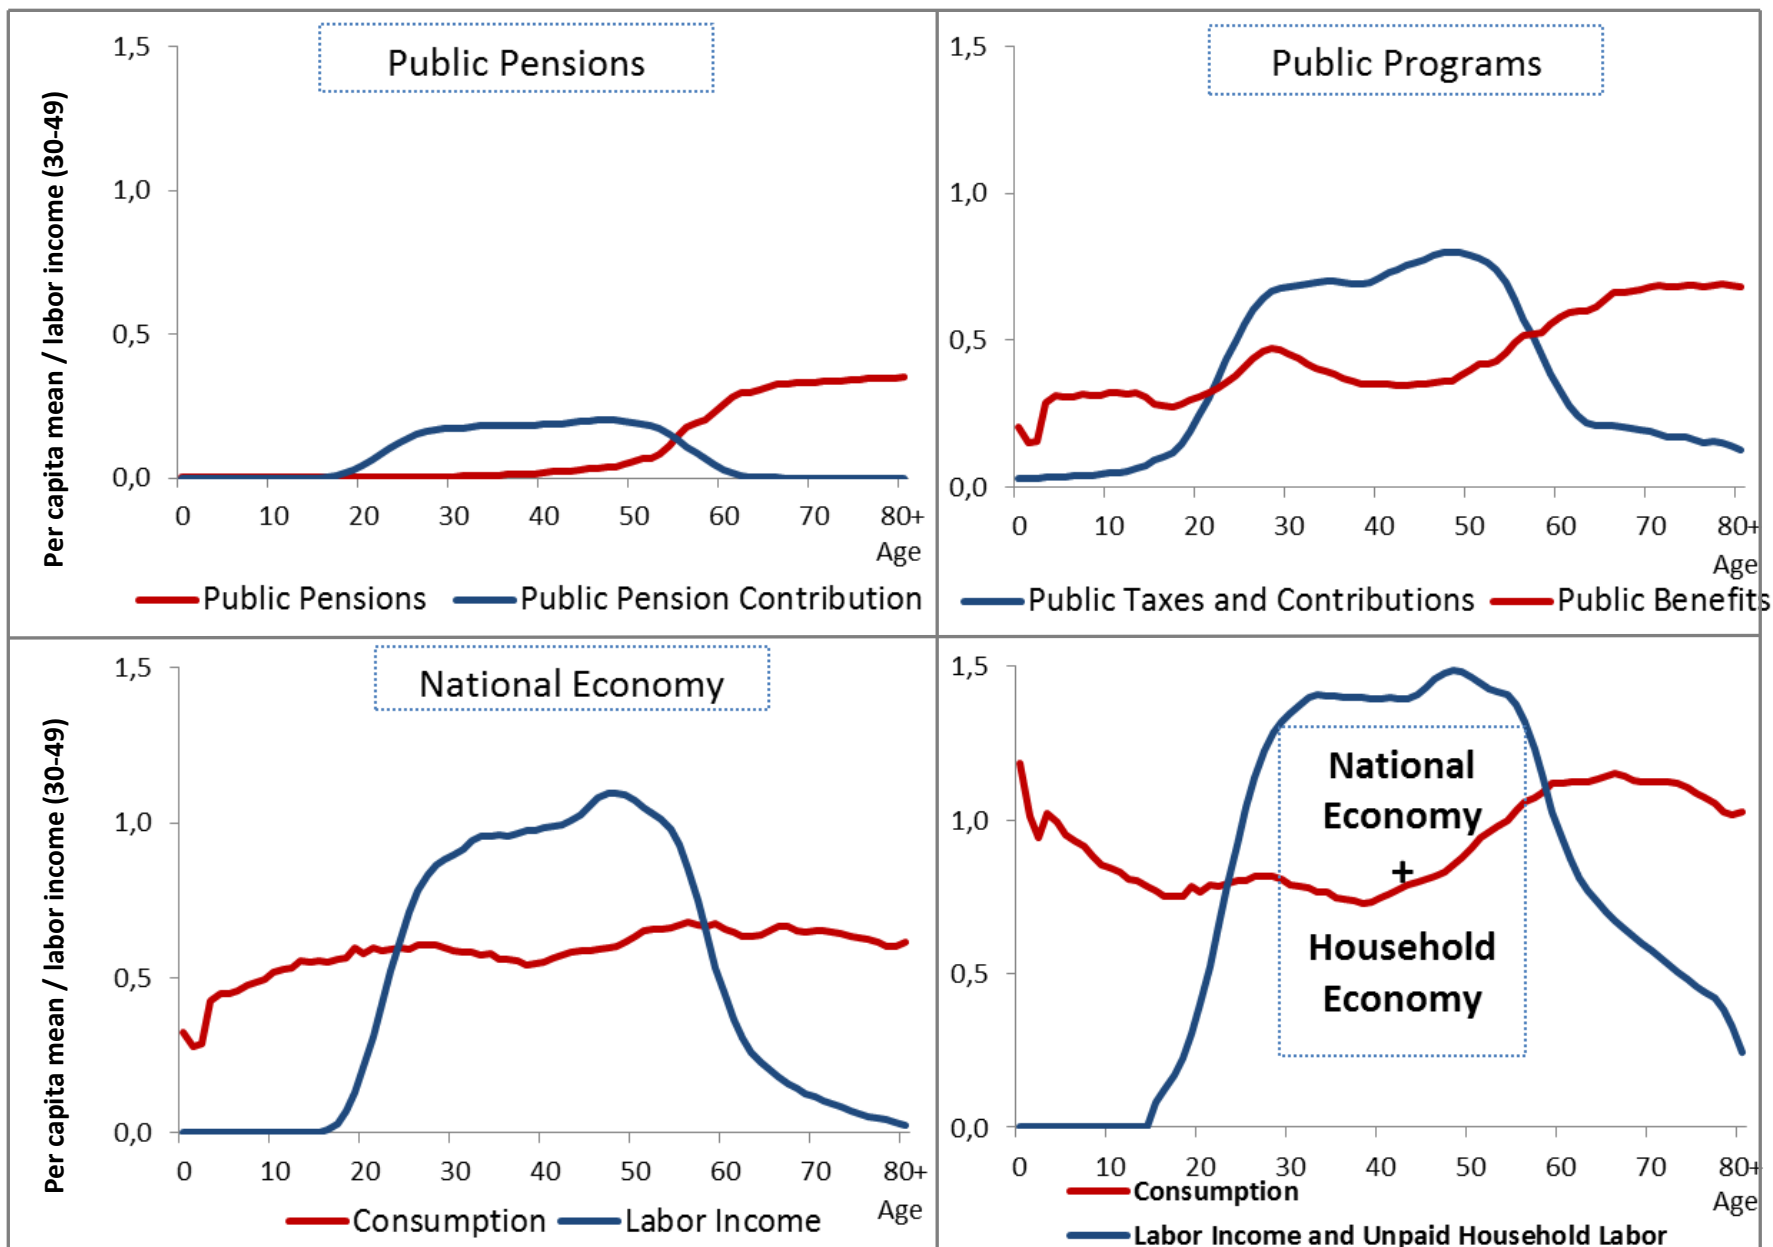 Public Pensions
Per capita mean / labor income (30-49)
1,5
1,0
0,5
0,0
0 10 20 30 40 50 60 70 80+
Age
Public Pensions Public Pension Contribution
Public Programs
1,5
1,0
0,5
0,0
0 10 20 30 40 50 60 70 80+
Age
Public Taxes and Contributions Public Benefits
National Economy
Per capita mean / labor income (30-49)
1,5
1,0
0,5
0,0
0 10 20 30 40 50 60 70 80+
Age
Consumption Labor Income
1,5
1,0
0,5
0,0
National
Economy
+
Household
Economy
0 10 20 30 40 50 60 70 80+
Age
Consumption
Labor Income and Unpaid Household Labor